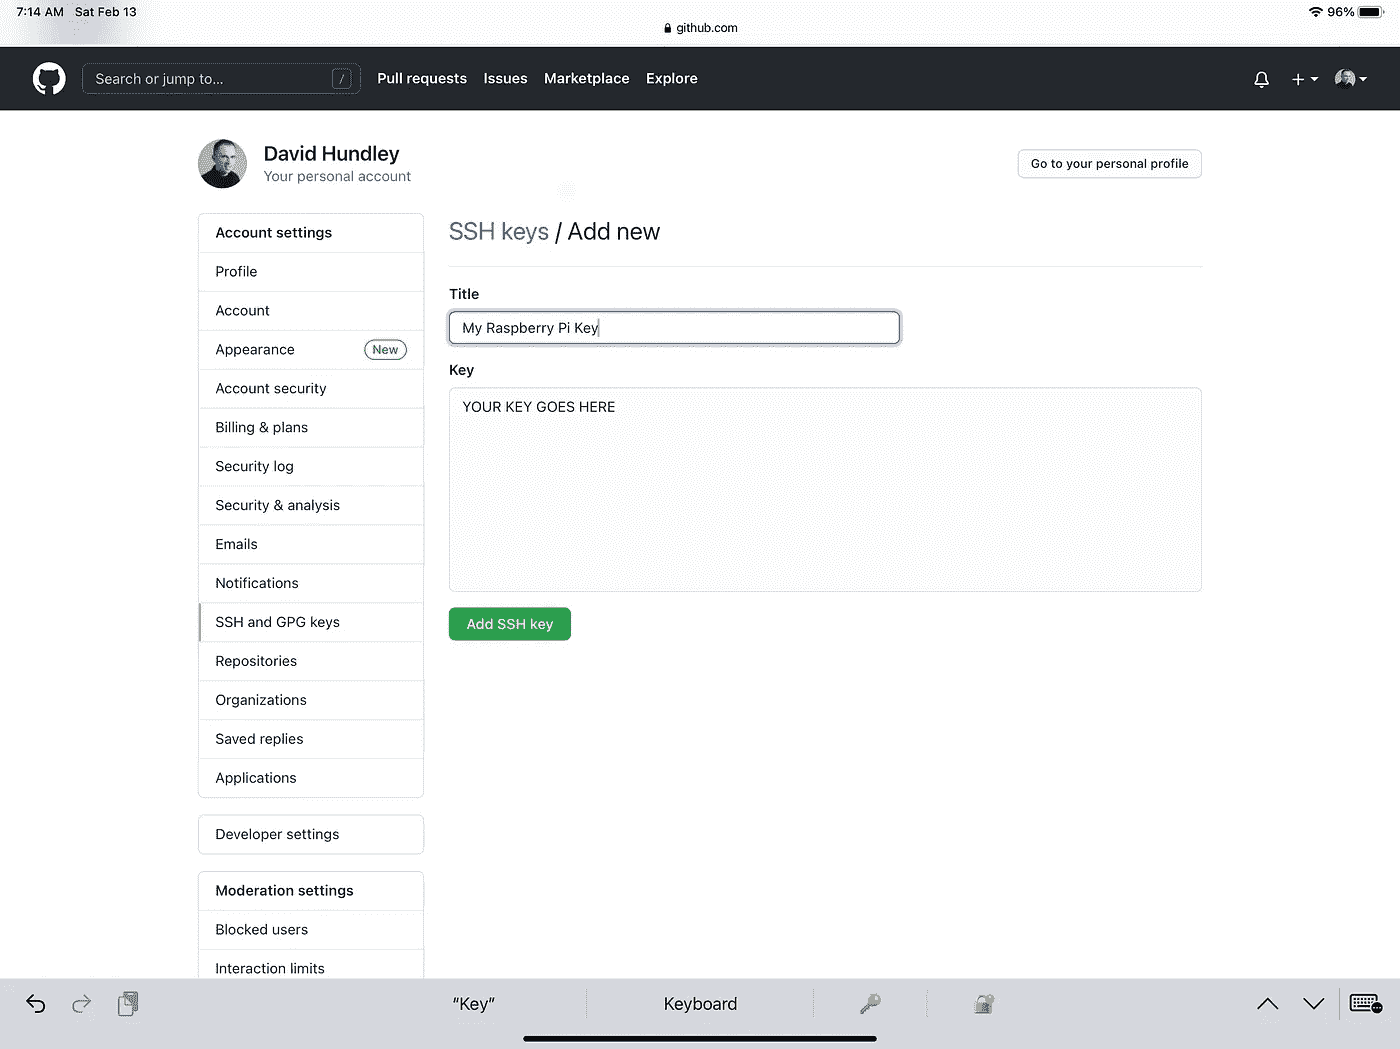 7:14 AM Sat Feb 13
96%
github.com
Search or jump to... /
Pull requests Issues Marketplace Explore
David Hundley
Your personal account
Go to your personal profile
Account settings
Profile
Account
Appearance New
Account security
Billing & plans
Security log
Security & analysis
Emails
Notifications
SSH and GPG keys
Repositories
Organizations
Saved replies
Applications
Developer settings
Moderation settings
Blocked users
Interaction limits
SSH keys / Add new
Title
My Raspberry Pi Key
Key
YOUR KEY GOES HERE
Add SSH key
“Key” Keyboard